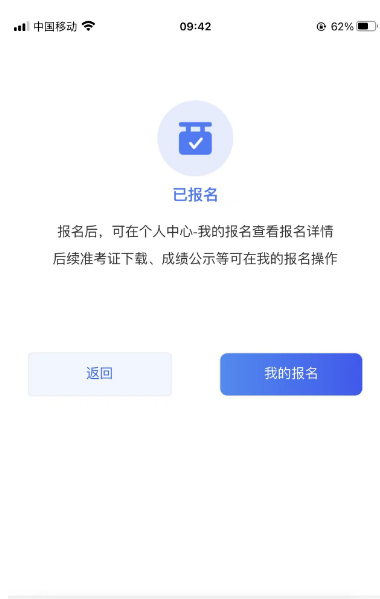 中国移动 09:42 62%
已报名
报名后，可在个人中心-我的报名查看报名详情
后续准考证下载、成绩公示等可在我的报名操作
返回 我的报名